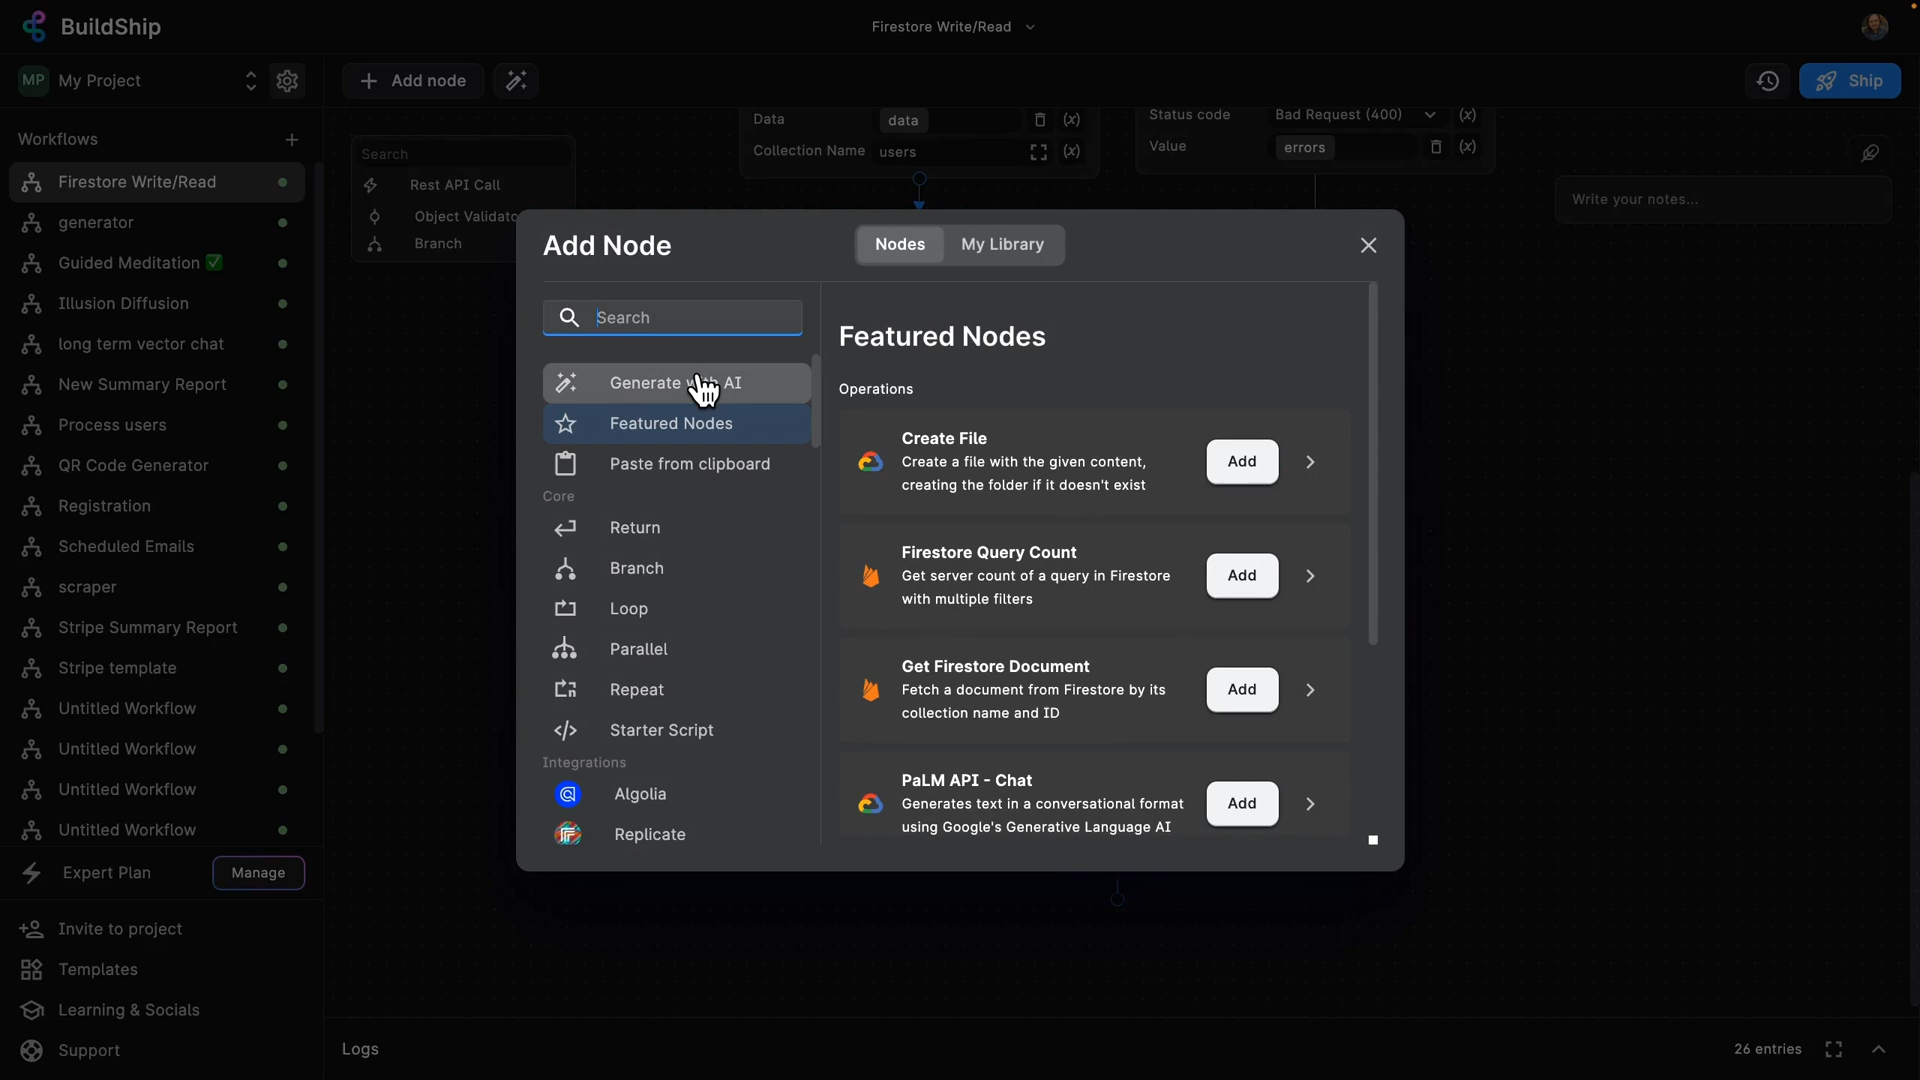 BuildShip
Firestore Write/Read
MP My Project
Add node
Ship
Workflows
Firestore Write/Read
generator
Guided Meditation ✅
Illusion Diffusion
long term vector chat
New Summary Report
Process users
QR Code Generator
Registration
Scheduled Emails
scraper
Stripe Summary Report
Stripe template
Untitled Workflow
Untitled Workflow
Untitled Workflow
Untitled Workflow
Expert Plan Manage
Invite to project
Templates
Learning & Socials
Support
Search
Rest API Call
Object Validato
Branch
Data data (x)
Collection Name users (x)
Status code Bad Request (400) (x)
Value errors (x)
Write your notes...
Add Node
Nodes My Library
Search
Generate with AI
Featured Nodes
Paste from clipboard
Core
Return
Branch
Loop
Parallel
Repeat
Starter Script
Integrations
Algolia
Replicate
Featured Nodes
Operations
Create File
Create a file with the given content,
creating the folder if it doesn't exist
Add
Firestore Query Count
Get server count of a query in Firestore
with multiple filters
Add
Get Firestore Document
Fetch a document from Firestore by its
collection name and ID
Add
PaLM API - Chat
Generates text in a conversational format
using Google's Generative Language AI
Add
Logs
26 entries